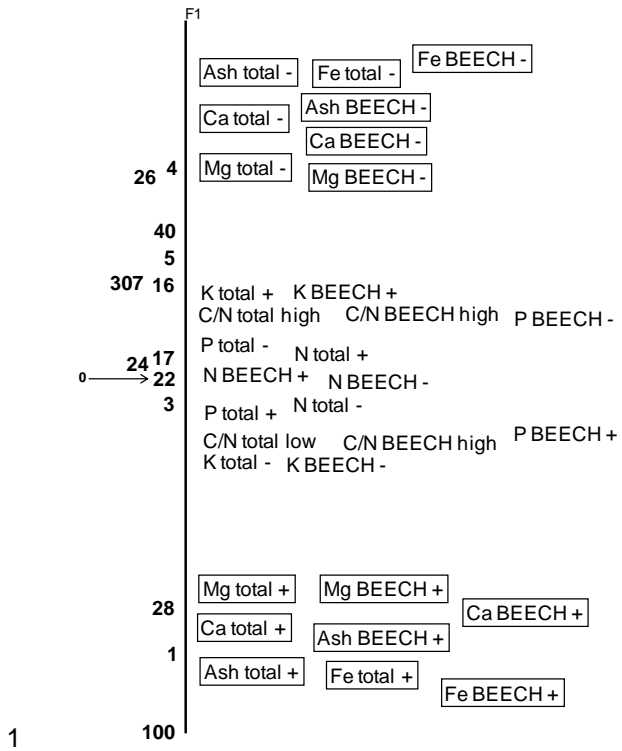 F1
Fe BEECH -
Ash total - Fe total -
Ca total - Ash BEECH -
Ca BEECH -
26 4 Mg total - Mg BEECH -
40
5
307 16
K total + K BEECH +
C/N total high C/N BEECH high P BEECH -
24 17 P total - N total +
0 22 N BEECH + N BEECH -
3 P total + N total -
C/N total low C/N BEECH high P BEECH +
K total - K BEECH -
Mg total + Mg BEECH +
28 Ca BEECH +
Ca total + Ash BEECH +
1
Ash total + Fe total +
Fe BEECH +
100
1